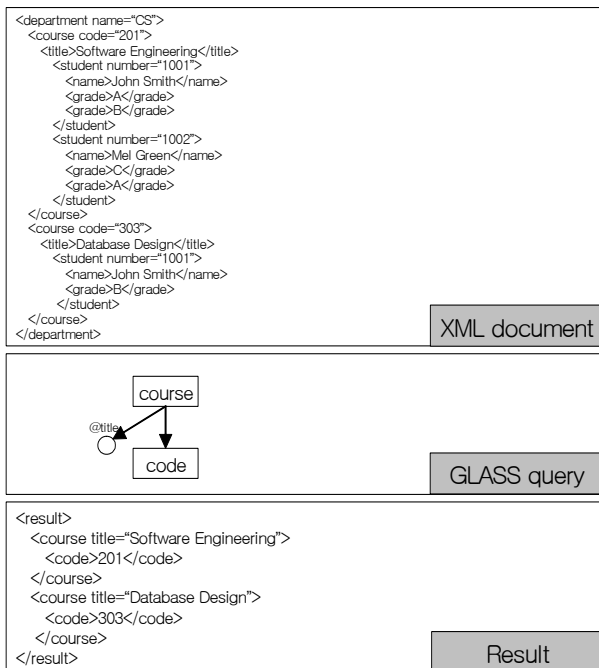 <department name=“CS”>
<course code=“201”>
<title>Software Engineering</title>
<student number=“1001”>
<name>John Smith</name>
<grade>A</grade>
<grade>B</grade>
</student>
<student number=“1002”>
<name>Mel Green</name>
<grade>C</grade>
<grade>A</grade>
</student>
</course>
<course code=“303”>
<title>Database Design</title>
<student number=“1001”>
<name>John Smith</name>
<grade>B</grade>
</student>
</course>
</department>
XML document
course
@title
code
GLASS query
<result>
<course title=“Software Engineering”>
<code>201</code>
</course>
<course title=“Database Design”>
<code>303</code>
</course>
</result>
Result